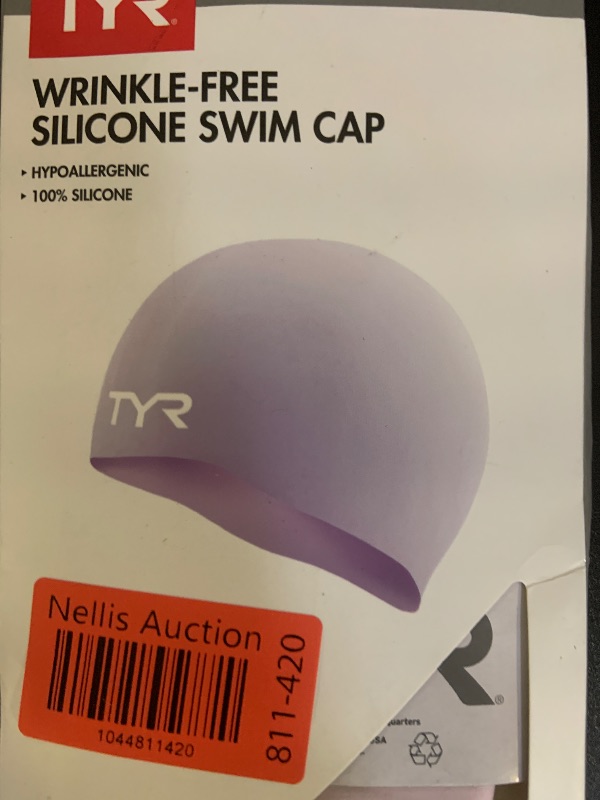 TYR®
WRINKLE-FREE
SILICONE SWIM CAP
‣ HYPOALLERGENIC
‣ 100% SILICONE
TYR
Nellis Auction
1044811420
811-420
R®